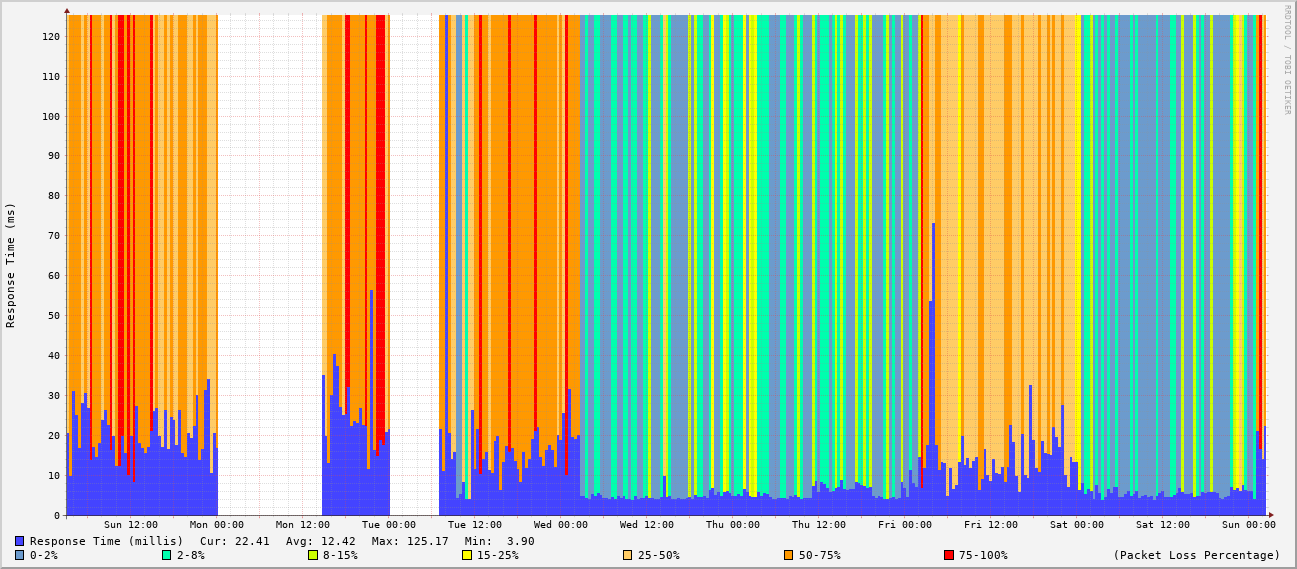 RRDTOOL / TOBI OETIKER
Response Time (ms)
120
110
100
90
80
70
60
50
40
30
20
10
0
Sun 12:00 Mon 00:00 Mon 12:00 Tue 00:00 Tue 12:00 Wed 00:00 Wed 12:00 Thu 00:00 Thu 12:00 Fri 00:00 Fri 12:00 Sat 00:00 Sat 12:00 Sun 00:00
Response Time (millis) Cur: 22.41 Avg: 12.42 Max: 125.17 Min: 3.90
0-2% 2-8% 8-15% 15-25% 25-50% 50-75% 75-100% (Packet Loss Percentage)